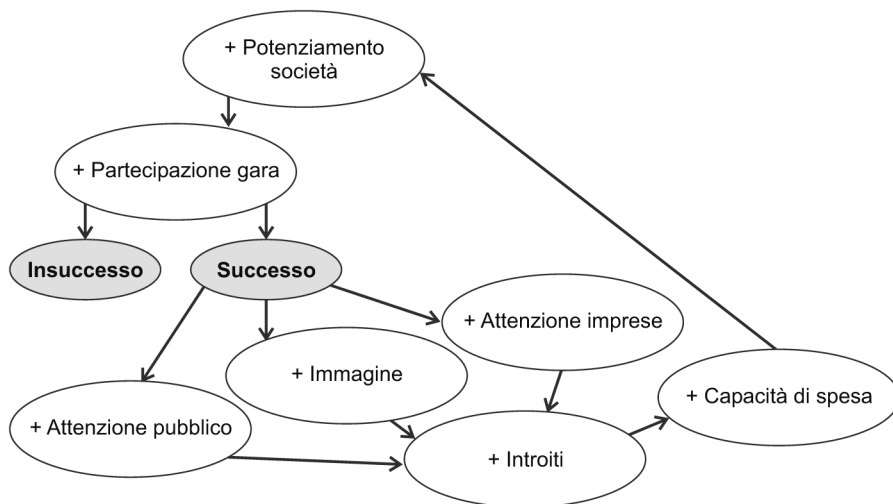 + Potenziamento
società
+ Partecipazione gara
Insuccesso
Successo
+ Attenzione imprese
+ Immagine
+ Capacità di spesa
+ Attenzione pubblico
+ Introiti